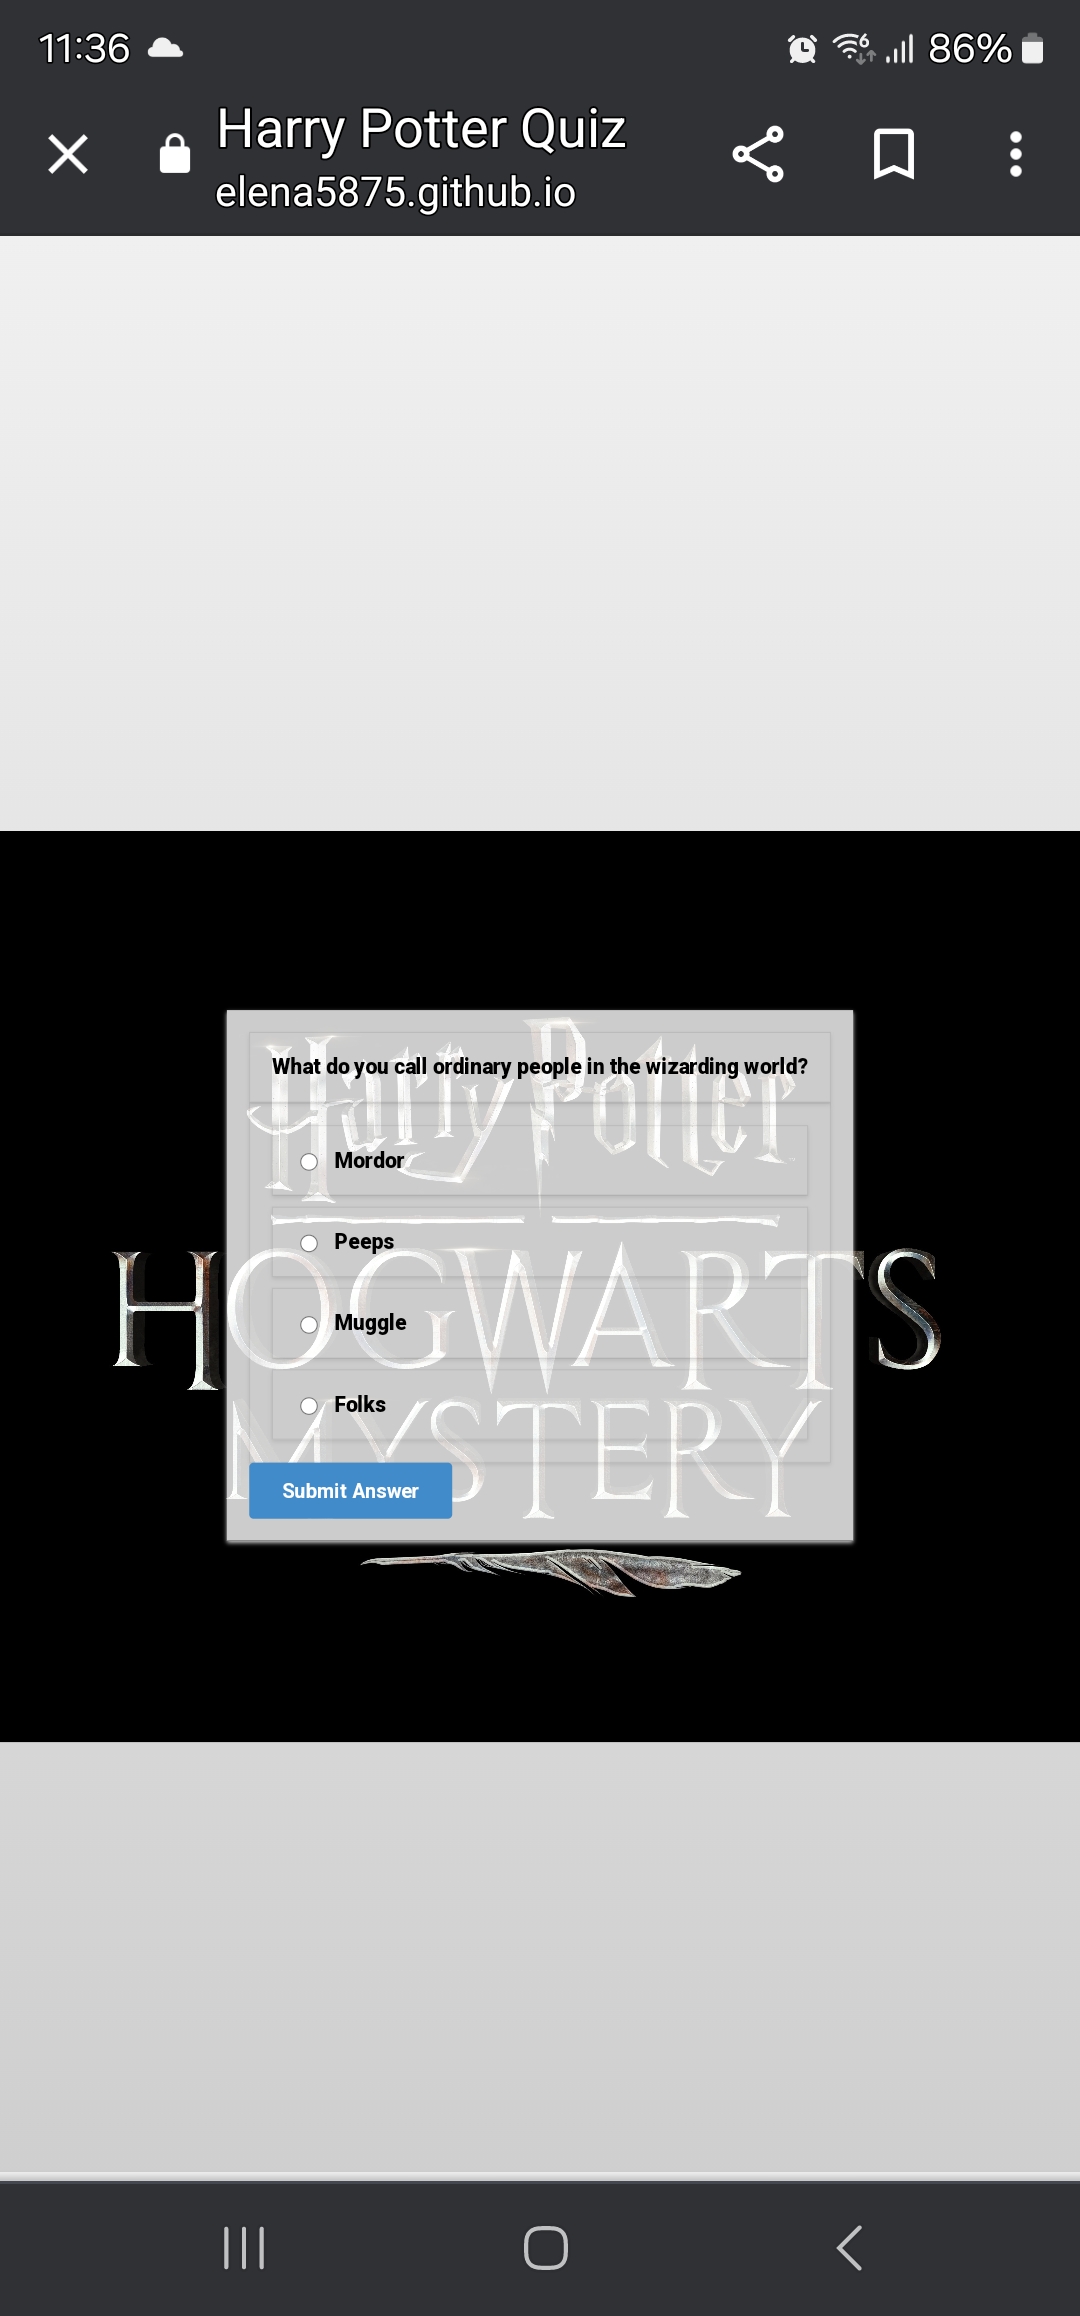 11:36
6
86%
Harry Potter Quiz
elena5875.github.io
Harry Potter
What do you call ordinary people in the wizarding world?
Mordor
Peeps
HOGWARTS
Muggle
Folks
MYSTERY
Submit Answer